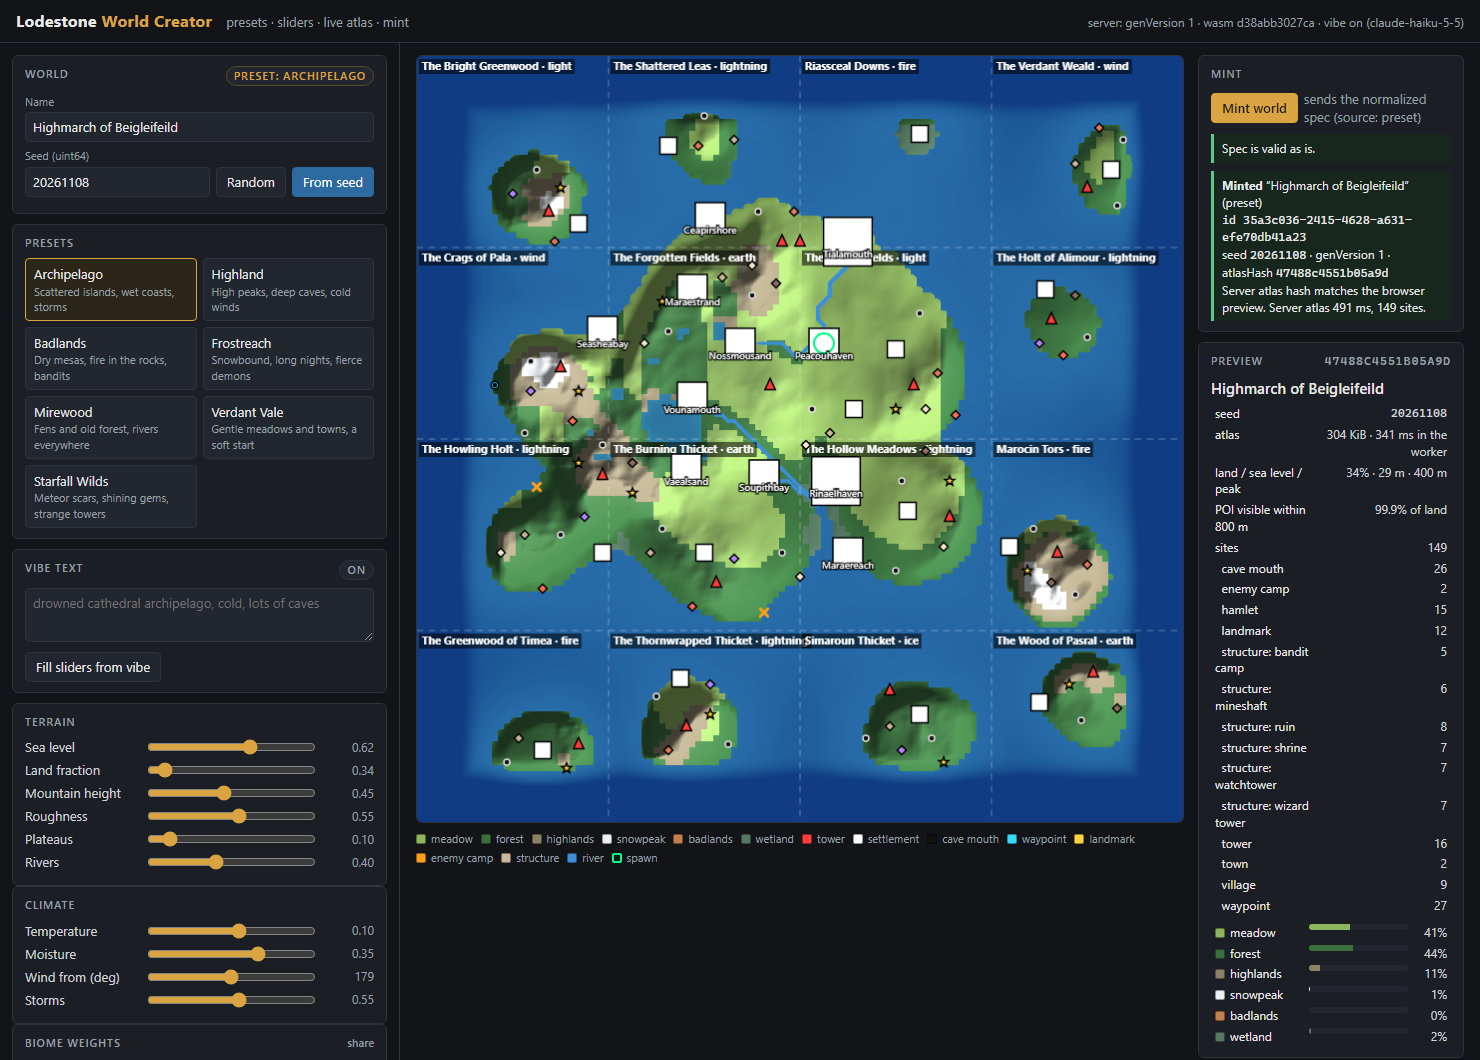 Lodestone World Creator presets · sliders · live atlas · mint
server: genVersion 1 · wasm d38abb3027ca · vibe on (claude-haiku-5-5)
WORLD
PRESET: ARCHIPELAGO
Name
Highmarch of Beigleifeild
Seed (uint64)
20261108
Random
From seed
PRESETS
Archipelago
Scattered islands, wet coasts,
storms
Highland
High peaks, deep caves, cold
winds
Badlands
Dry mesas, fire in the rocks,
bandits
Frostreach
Snowbound, long nights, fierce
demons
Mirewood
Fens and old forest, rivers
everywhere
Verdant Vale
Gentle meadows and towns, a
soft start
Starfall Wilds
Meteor scars, shining gems,
strange towers
VIBE TEXT
ON
drowned cathedral archipelago, cold, lots of caves
Fill sliders from vibe
TERRAIN
Sea level 0.62
Land fraction 0.34
Mountain height 0.45
Roughness 0.55
Plateaus 0.10
Rivers 0.40
CLIMATE
Temperature 0.10
Moisture 0.35
Wind from (deg) 179
Storms 0.55
BIOME WEIGHTS share
The Bright Greenwood · light
The Shattered Leas · lightning
Riassceal Downs · fire
The Verdant Weald · wind
Ceapirshore
Tialamouth
The Crags of Pala · wind
The Forgotten Fields · earth
The elds · light
The Holt of Alimour · lightning
Maraestrand
Seasheabay
Nossmousand
Peacouhaven
Vounamouth
The Howling Holt · lightning
The Burning Thicket · earth
The Hollow Meadows · lightning
Marocin Tors · fire
Vaealsand
Soupithbay
Rinaelhaven
Maraereach
The Greenwood of Timea · fire
The Thornwrapped Thicket · lightnin
Simaroun Thicket · ice
The Wood of Pasral · earth
meadow forest highlands snowpeak badlands wetland tower settlement cave mouth waypoint landmark
enemy camp structure river spawn
MINT
Mint world
sends the normalized
spec (source: preset)
Spec is valid as is.
Minted “Highmarch of Beigleifeild”
(preset)
id 35a3c036-2415-4628-a631-
efe70db41a23
seed 20261108 · genVersion 1 ·
atlasHash 47488c4551b05a9d
Server atlas hash matches the browser
preview. Server atlas 491 ms, 149 sites.
PREVIEW 47488C4551B05A9D
Highmarch of Beigleifeild
seed 20261108
atlas 304 KiB · 341 ms in the
worker
land / sea level / 34% · 29 m · 400 m
peak
POI visible within 99.9% of land
800 m
sites 149
cave mouth 26
enemy camp 2
hamlet 15
landmark 12
structure: bandit 5
camp
structure: 6
mineshaft
structure: ruin 8
structure: shrine 7
structure: 7
watchtower
structure: wizard 7
tower
tower 16
town 2
village 9
waypoint 27
meadow 41%
forest 44%
highlands 11%
snowpeak 1%
badlands 0%
wetland 2%